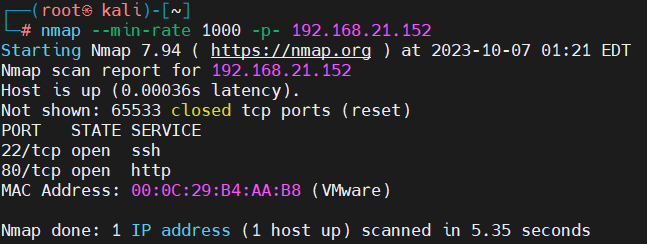 ┌──(root㉿kali)-[~]
└─# nmap --min-rate 1000 -p- 192.168.21.152
Starting Nmap 7.94 ( https://nmap.org ) at 2023-10-07 01:21 EDT
Nmap scan report for 192.168.21.152
Host is up (0.00036s latency).
Not shown: 65533 closed tcp ports (reset)
PORT   STATE SERVICE
22/tcp open  ssh
80/tcp open  http
MAC Address: 00:0C:29:B4:AA:B8 (VMware)
Nmap done: 1 IP address (1 host up) scanned in 5.35 seconds